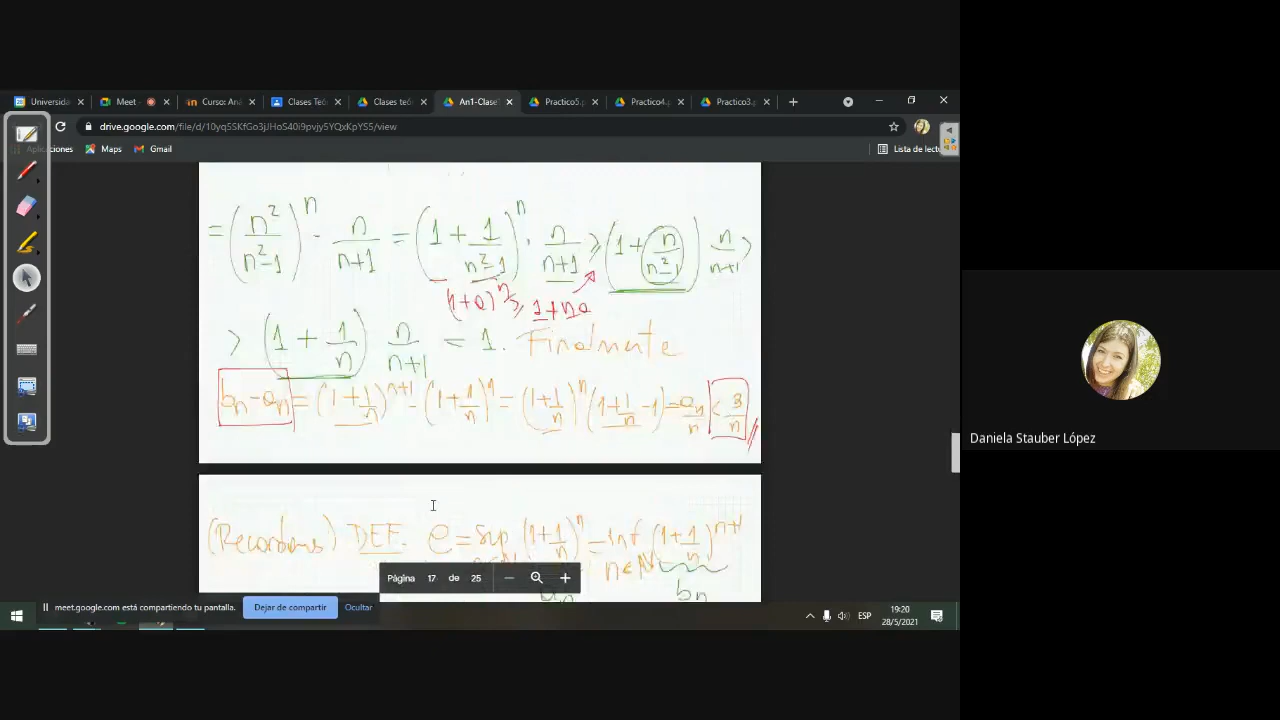 Universida
Meet -
Curso: Aná
Clases Teór
Clases teó
An1-Clase
Practico5.p
Practico4.p
Practico3.p
drive.google.com/file/d/10yq5SKfGo3jJHoS40i9pvjy5YQxKpYS5/view
Aplicaciones
Maps
Gmail
Lista de lectu
= (n²/(n²-1))ⁿ · n/(n+1) = (1 + 1/(n²-1))ⁿ · n/(n+1) ≥ (1 + n/(n²-1)) n/(n+1) >
(1+a)ⁿ ≥ 1+na
> (1 + 1/n) n/(n+1) = 1. Finalmente
bn - an = (1+1/n)ⁿ⁺¹ - (1+1/n)ⁿ = (1+1/n)ⁿ (1+1/n-1) = an/n < 3/n
(Recordamos) DEF. e = sup (1+1/n)ⁿ = inf n∈N (1+1/n)ⁿ⁺¹
an
bn
Página 17 de 25
Daniela Stauber López
meet.google.com está compartiendo tu pantalla.
Dejar de compartir
Ocultar
ESP
19:20
28/5/2021